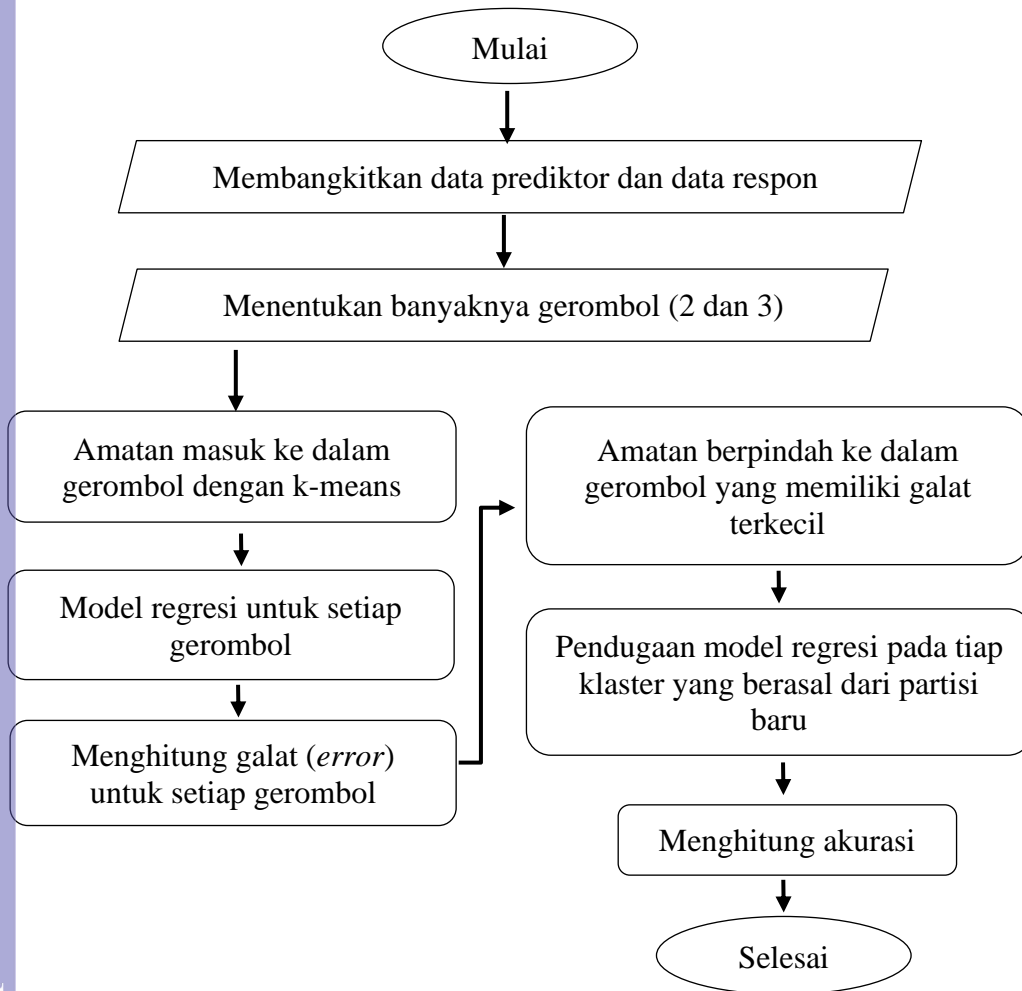 Mulai
Membangkitkan data prediktor dan data respon
Menentukan banyaknya gerombol (2 dan 3)
Amatan masuk ke dalam
gerombol dengan k-means
Model regresi untuk setiap
gerombol
Menghitung galat (error)
untuk setiap gerombol
Amatan berpindah ke dalam
gerombol yang memiliki galat
terkecil
Pendugaan model regresi pada tiap
klaster yang berasal dari partisi
baru
Menghitung akurasi
Selesai